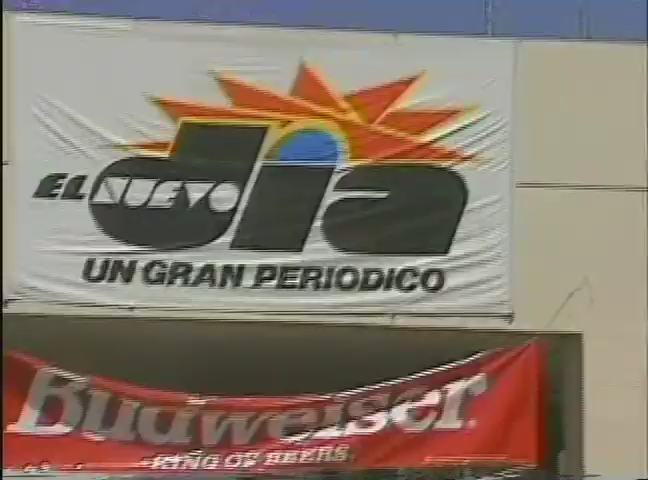 EL NUEVO día
UN GRAN PERIODICO
Budweiser
KING OF BEERS.